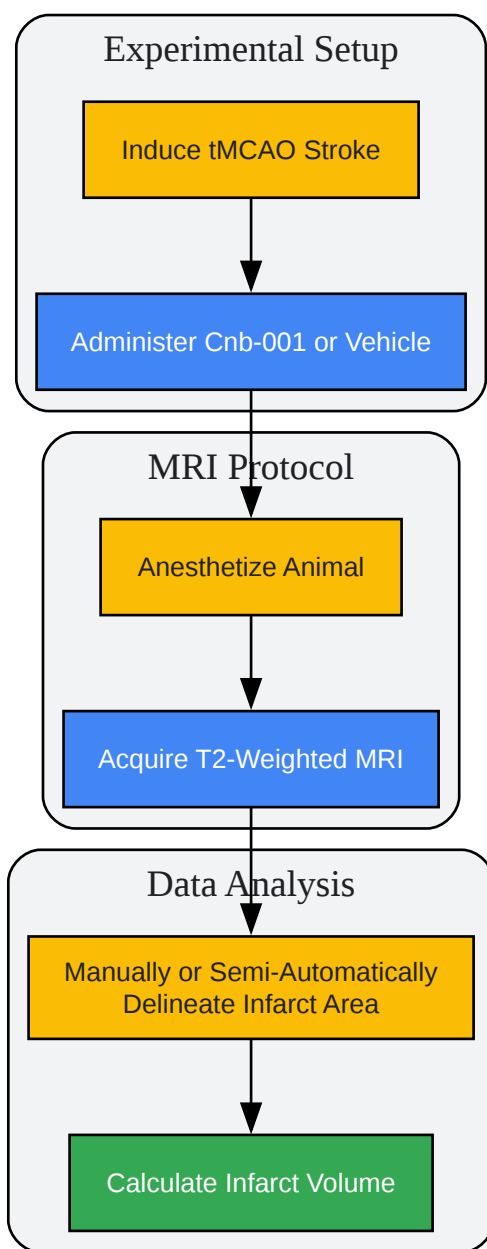 Experimental Setup
Induce tMCAO Stroke
Administer Cnb-001 or Vehicle
MRI Protocol
Anesthetize Animal
Acquire T2-Weighted MRI
Data Analysis
Manually or Semi-Automatically
Delineate Infarct Area
Calculate Infarct Volume